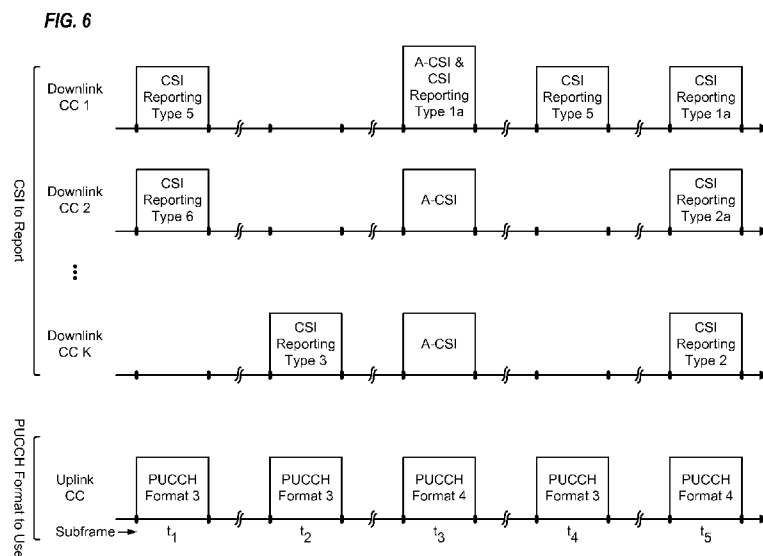 FIG. 6
CSI to Report
Downlink
CC 1
CSI
Reporting
Type 5
A-CSI &
CSI
Reporting
Type 1a
CSI
Reporting
Type 5
CSI
Reporting
Type 1a
Downlink
CC 2
CSI
Reporting
Type 6
A-CSI
CSI
Reporting
Type 2a
Downlink
CC K
CSI
Reporting
Type 3
A-CSI
CSI
Reporting
Type 2
PUCCH Format to Use
Uplink
CC
PUCCH
Format 3
PUCCH
Format 3
PUCCH
Format 4
PUCCH
Format 3
PUCCH
Format 4
Subframe t1 t2 t3 t4 t5